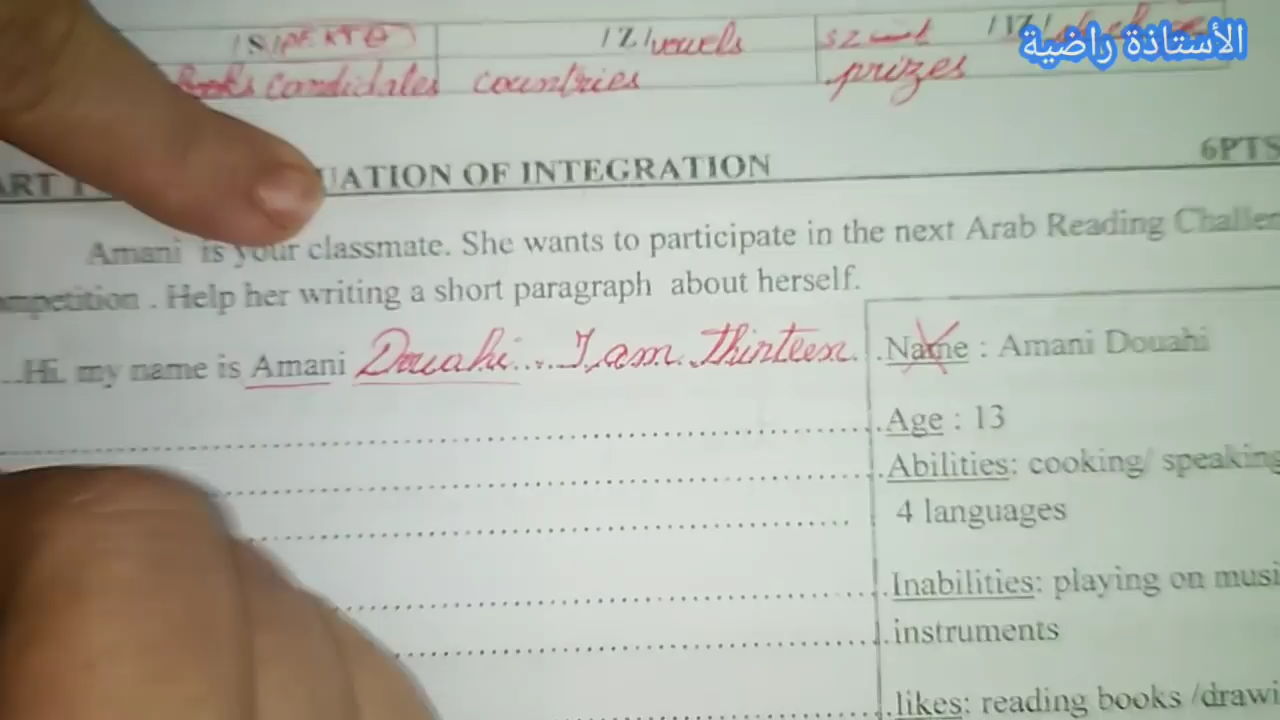 /S/ /Z/ vowels /IZ/
الأستاذة راضية
Books candidates countries prizes
UATION OF INTEGRATION 6PTS
Amani is your classmate. She wants to participate in the next Arab Reading Challen
mpetition . Help her writing a short paragraph about herself.
Hi, my name is Amani Douahi... I am Thirteen
Name : Amani Douahi
Age : 13
Abilities: cooking/ speaking
4 languages
Inabilities: playing on musi
instruments
likes: reading books /drawi